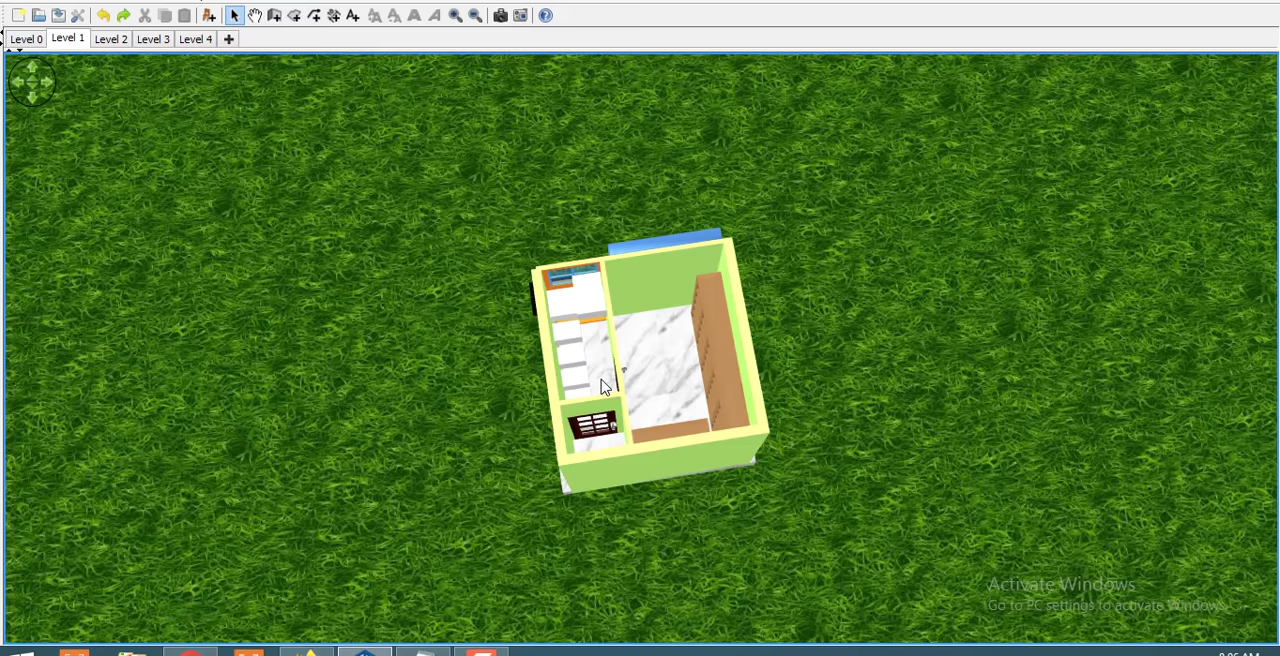 Level 0 Level 1 Level 2 Level 3 Level 4
Activate Windows
Go to PC settings to activate Windows.